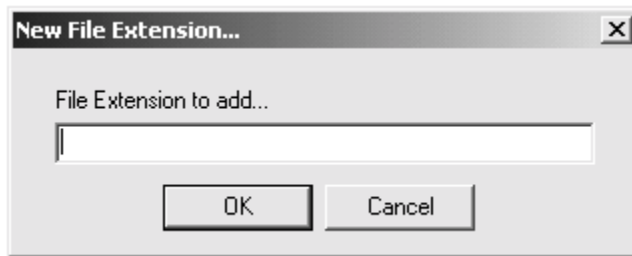 New File Extension...
File Extension to add...
OK Cancel